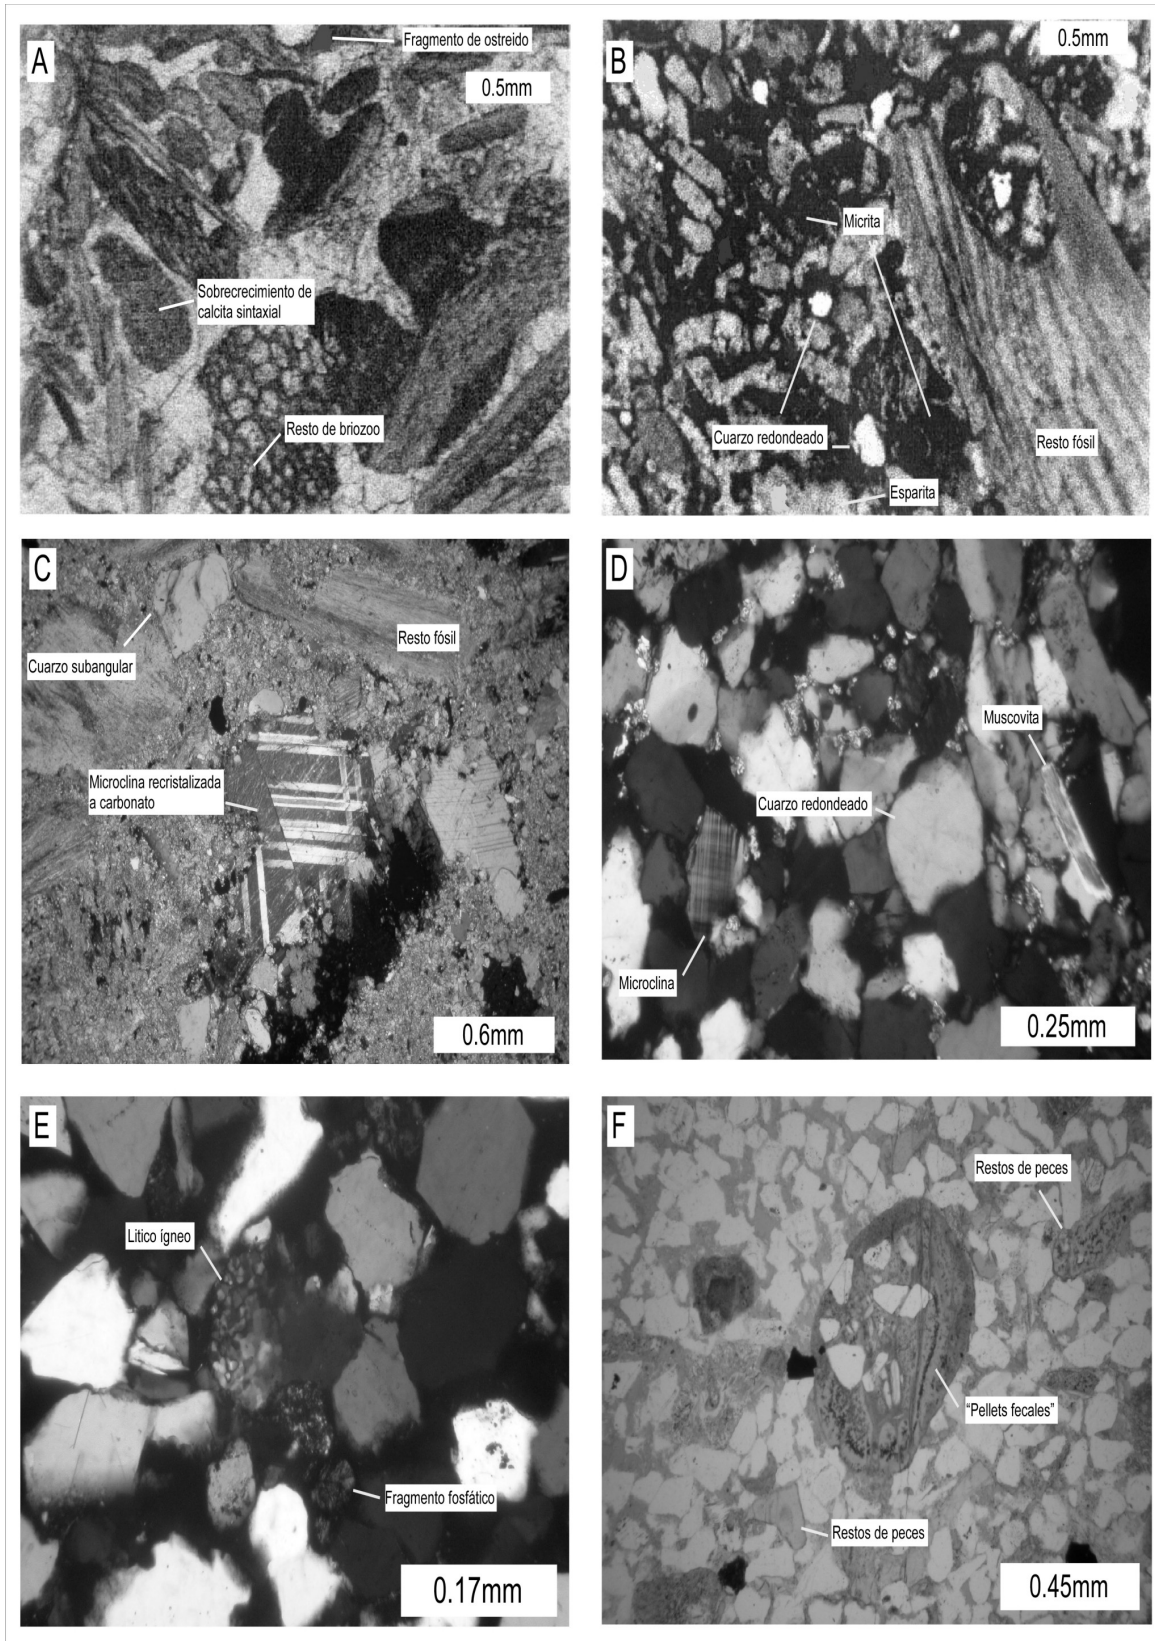 A
Fragmento de ostreido
0.5mm
Sobrecrecimiento de
calcita sintaxial
Resto de briozoo
B
0.5mm
Micrita
Cuarzo redondeado
Resto fósil
Esparita
C
Cuarzo subangular
Resto fósil
Microclina recristalizada
a carbonato
0.6mm
D
Muscovita
Cuarzo redondeado
Microclina
0.25mm
E
Litico ígneo
Fragmento fosfático
0.17mm
F
Restos de peces
“Pellets fecales”
Restos de peces
0.45mm